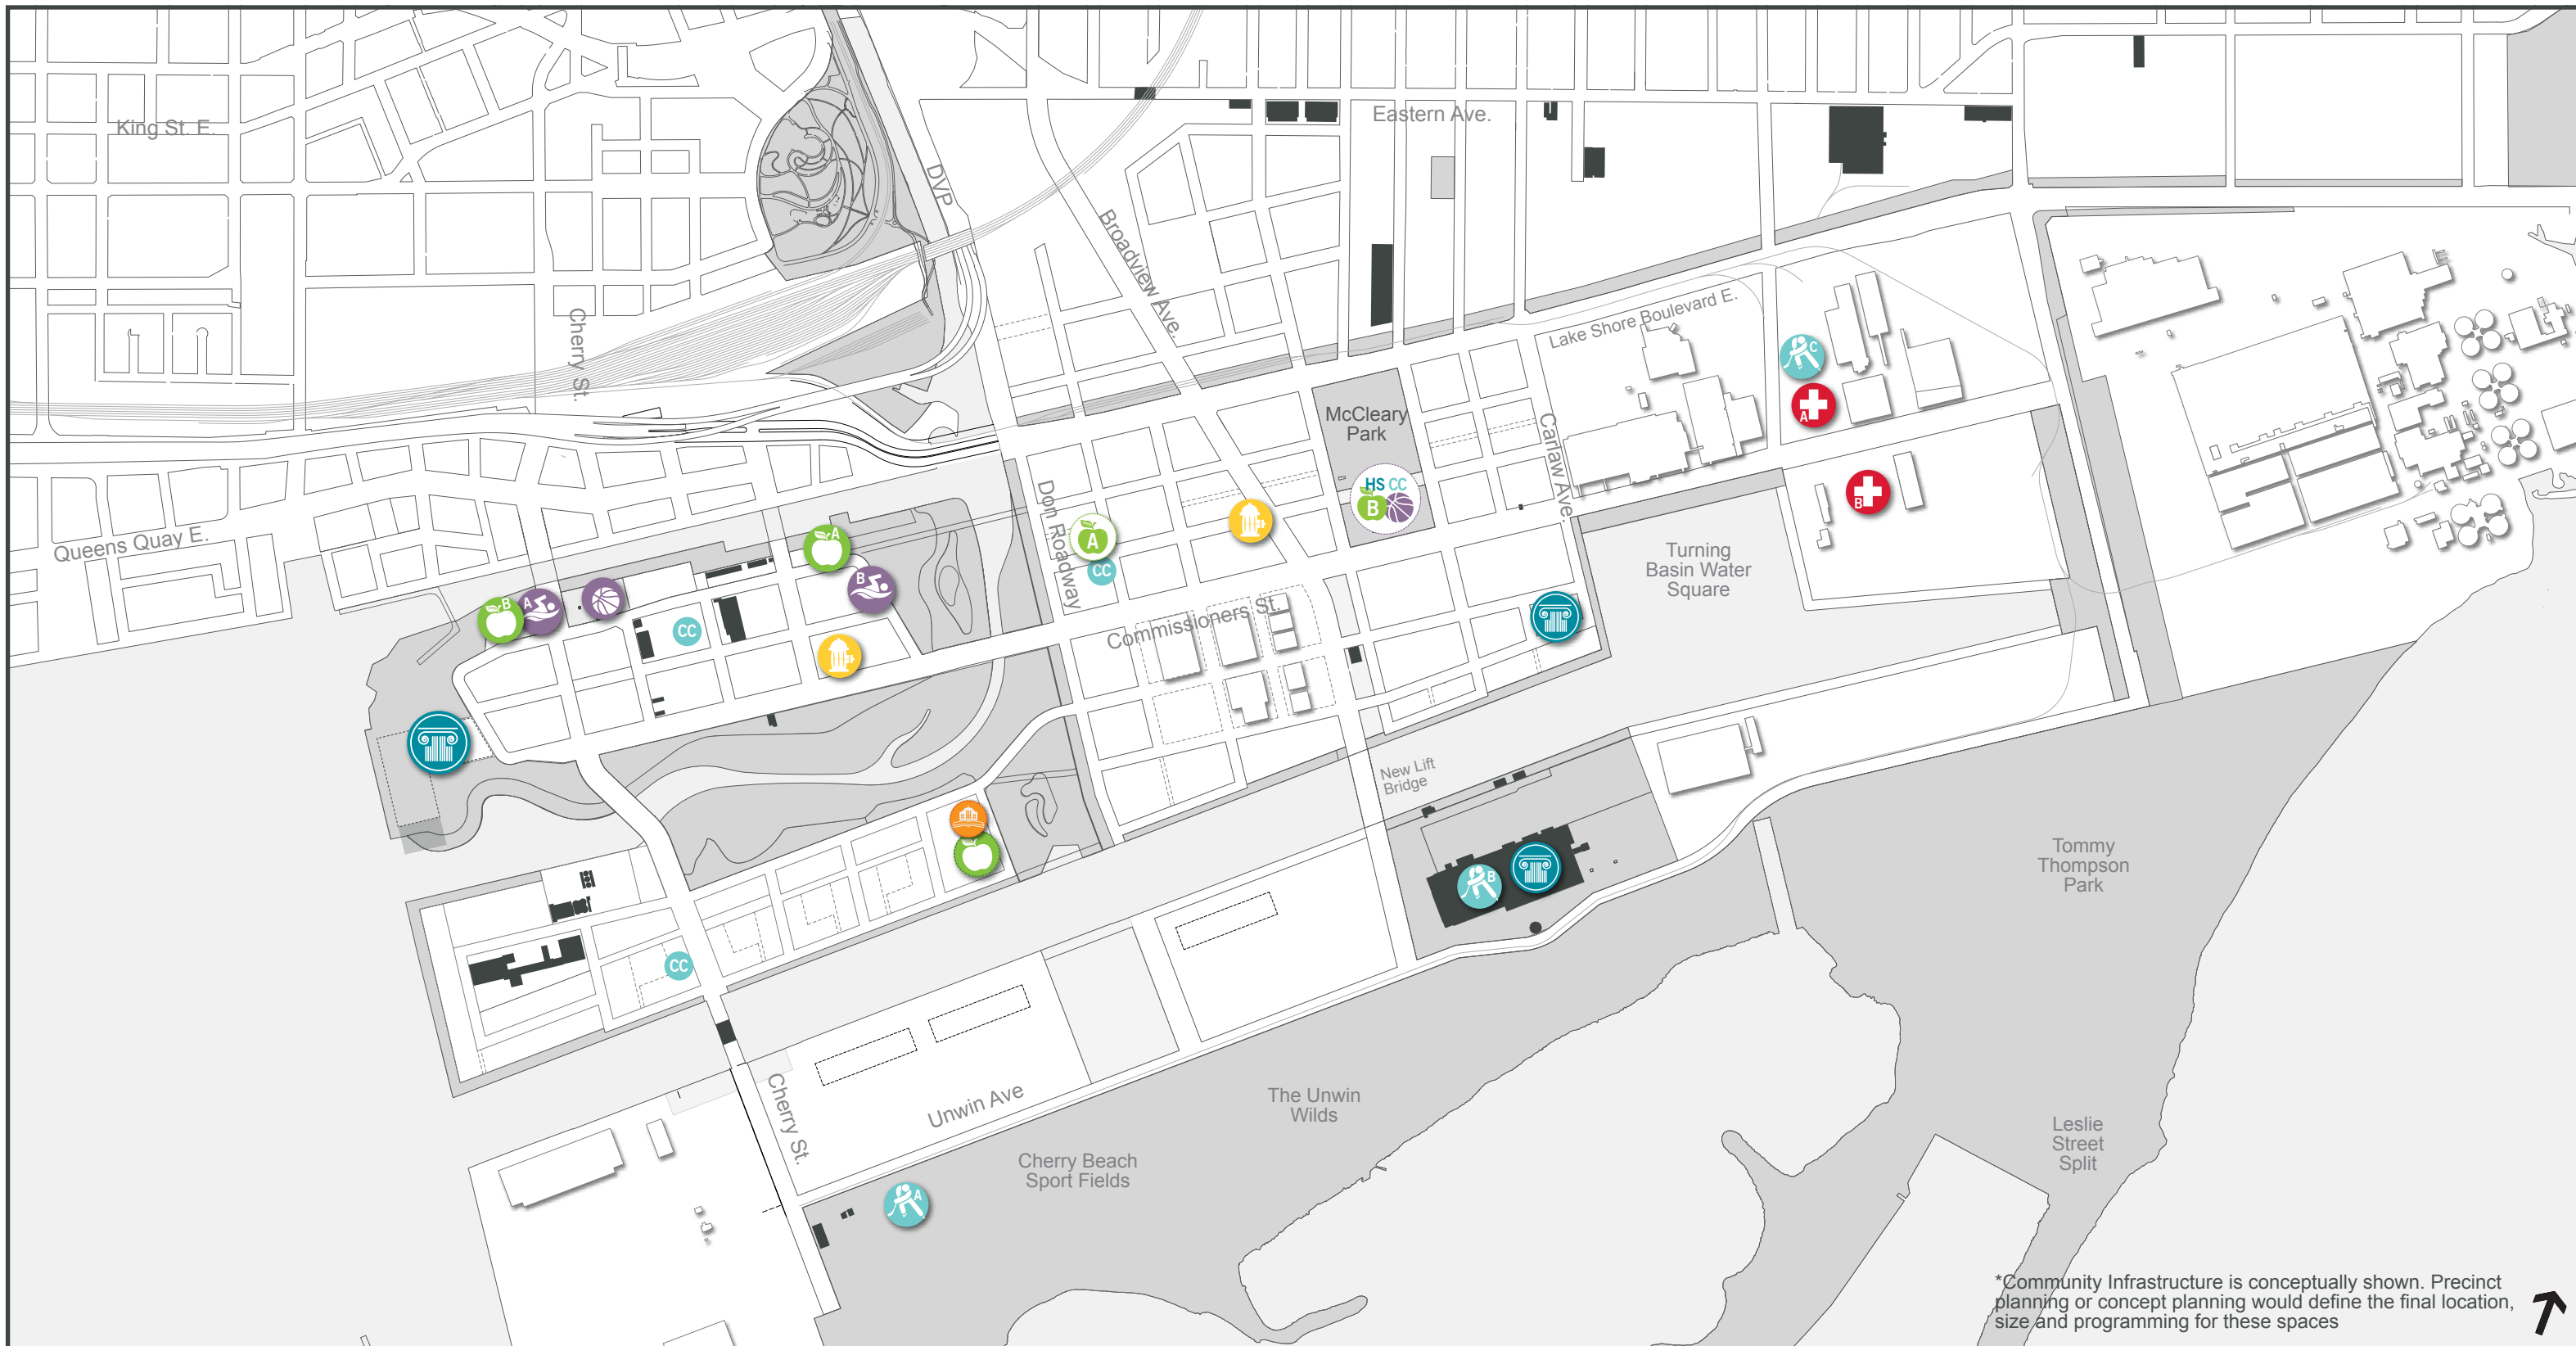 King St. E.
Eastern Ave.
DVP
Broadview Ave.
Cherry St.
Lake Shore Boulevard E.
C
A
McCleary
Park
Carlaw Ave.
HS CC
B
B
Queens Quay E.
Don Roadway
A
A
CC
Turning
Basin Water
Square
B
B
A
CC
Commissioners St.
New Lift
Bridge
Tommy
Thompson
Park
B
CC
Cherry St.
Unwin Ave
The Unwin
Wilds
Cherry Beach
Sport Fields
Leslie
Street
Split
A
*Community Infrastructure is conceptually shown. Precinct
planning or concept planning would define the final location,
size and programming for these spaces